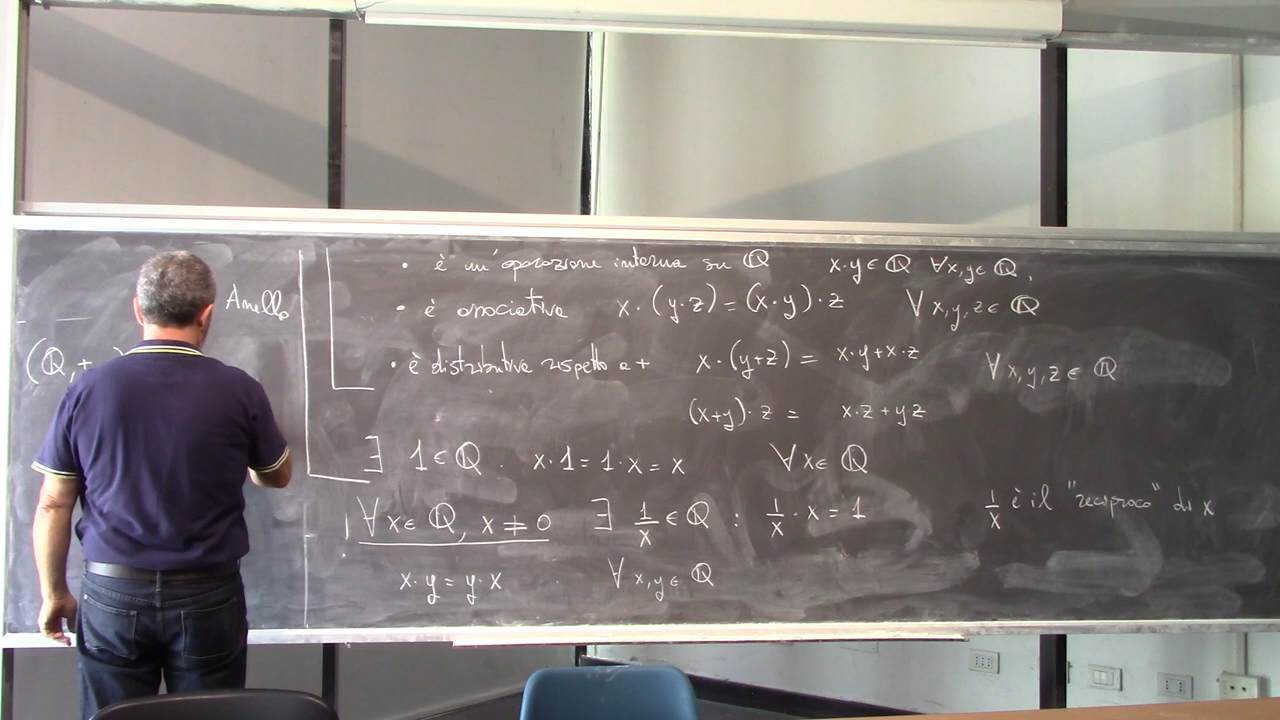 · è un'operazione interna su ℚ x·y ∈ ℚ ∀x,y ∈ ℚ,
Anello
· è associativa x·(y·z) = (x·y)·z ∀x,y,z ∈ ℚ
(ℚ,+
· è distributiva rispetto a + x·(y+z) = x·y+x·z ∀x,y,z ∈ ℚ
(x+y)·z = x·z + y·z
∃ 1 ∈ ℚ . x·1 = 1·x = x ∀x ∈ ℚ
∀x ∈ ℚ, x ≠ 0 ∃ 1/x ∈ ℚ : 1/x · x = 1 1/x è il "reciproco" di x
x·y = y·x ∀x,y ∈ ℚ